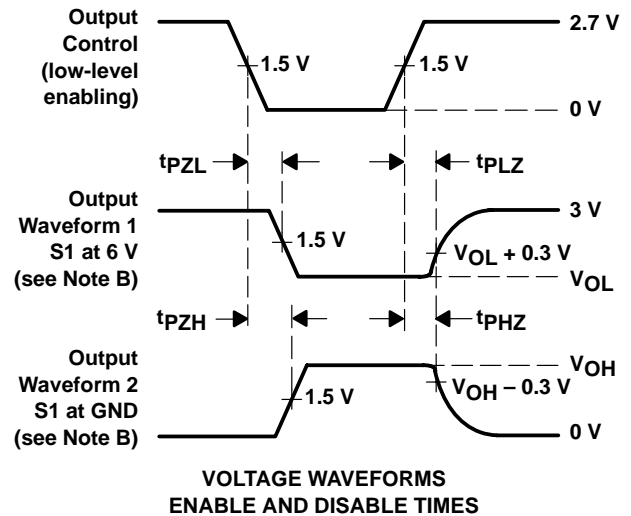 Output
Control
(low-level
enabling)
2.7 V
1.5 V
1.5 V
0 V
tPZL
tPLZ
Output
Waveform 1
S1 at 6 V
(see Note B)
3 V
1.5 V
VOL + 0.3 V
VOL
tPZH
tPHZ
Output
Waveform 2
S1 at GND
(see Note B)
VOH
1.5 V
VOH – 0.3 V
0 V
VOLTAGE WAVEFORMS
ENABLE AND DISABLE TIMES